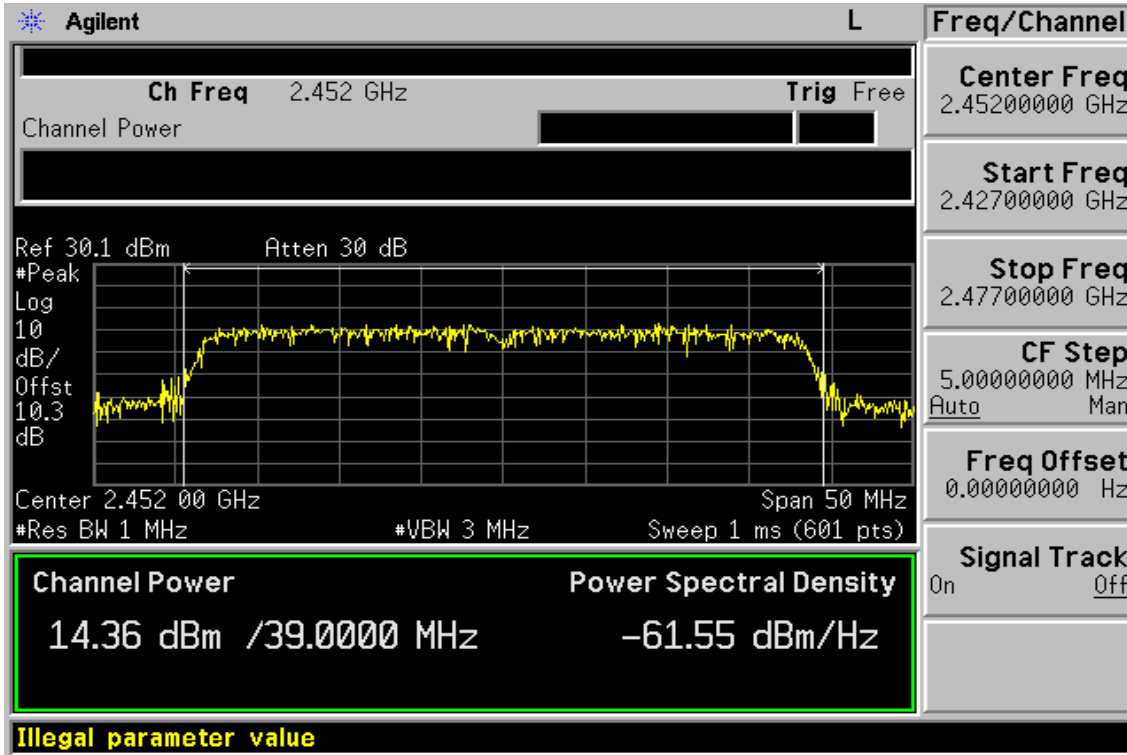 Agilent
L
Freq/Channel
Ch Freq 2.452 GHz
Trig Free
Channel Power
Center Freq
2.45200000 GHz
Start Freq
2.42700000 GHz
Stop Freq
2.47700000 GHz
CF Step
5.00000000 MHz
Auto Man
Freq Offset
0.00000000 Hz
Signal Track
On Off
Ref 30.1 dBm
Atten 30 dB
#Peak
Log
10
dB/
Offst
10.3
dB
Center 2.452 00 GHz
Span 50 MHz
#Res BW 1 MHz
#VBW 3 MHz
Sweep 1 ms (601 pts)
Channel Power
Power Spectral Density
14.36 dBm /39.0000 MHz
-61.55 dBm/Hz
Illegal parameter value